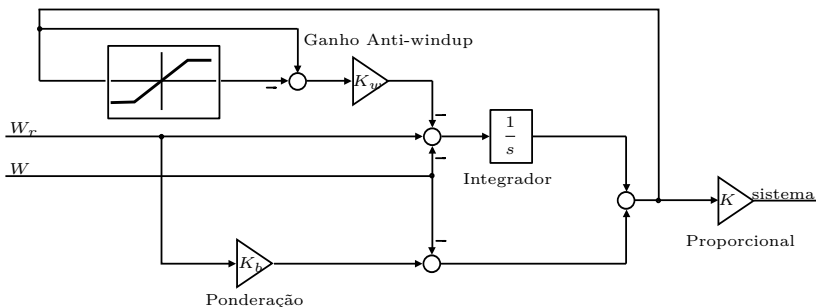 Ganho Anti-windup
K_w
W_r
1
s
W
Integrador
K
sistema
Proporcional
K_b
Ponderação